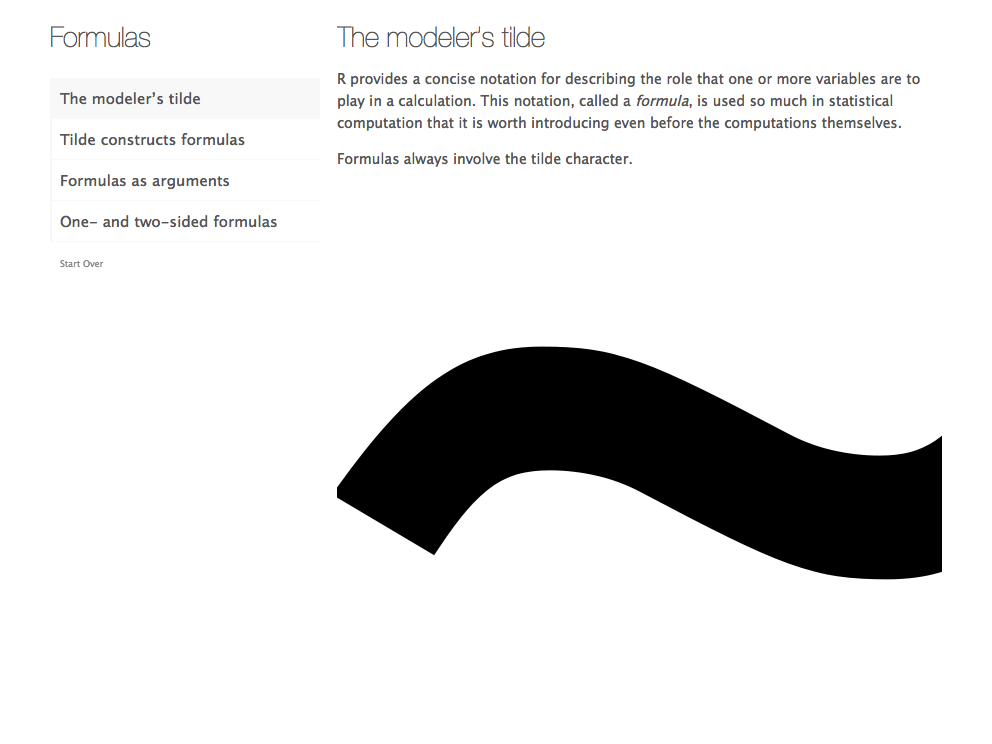 Formulas
The modeler's tilde
Tilde constructs formulas
Formulas as arguments
One- and two-sided formulas
Start Over
The modeler's tilde
R provides a concise notation for describing the role that one or more variables are to
play in a calculation. This notation, called a formula, is used so much in statistical
computation that it is worth introducing even before the computations themselves.
Formulas always involve the tilde character.
~